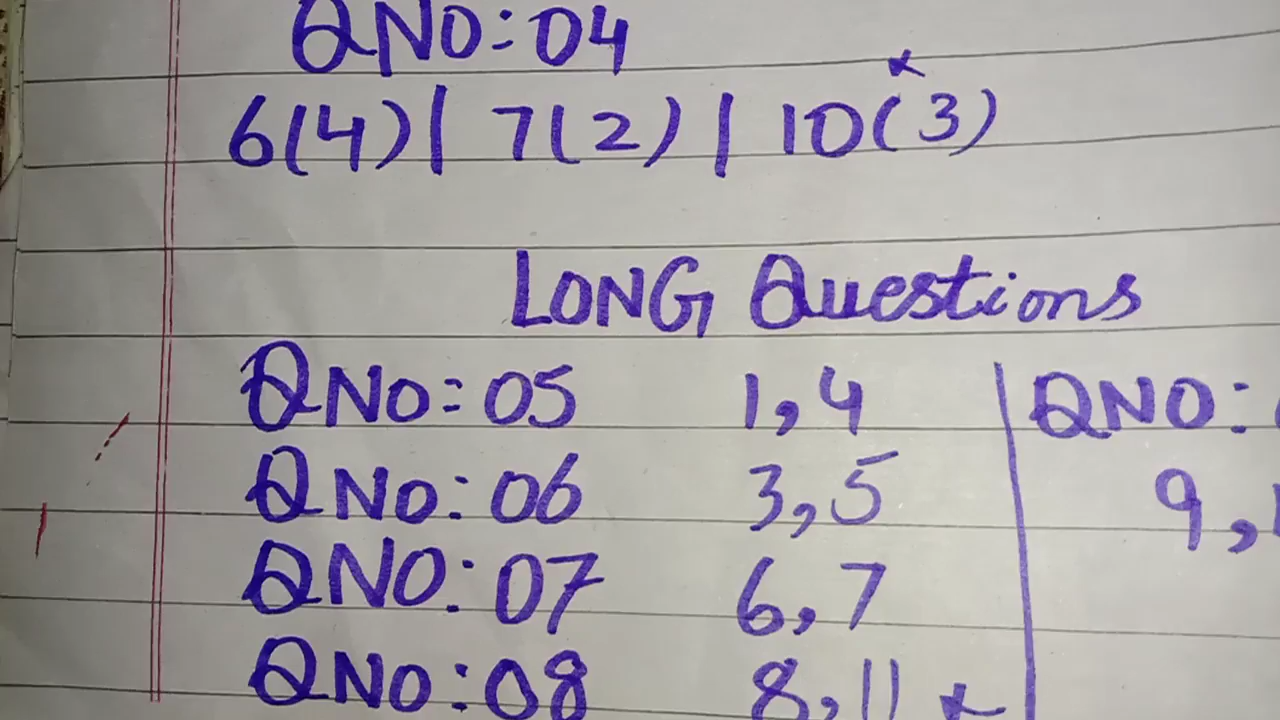 QNO:04
6(4)| 7(2) | 10(3)
LONG Questions
QNO:05 1,4 | QNO:
QNO:06 3,5 | 9,
QNO:07 6,7
QNO:08 8,11